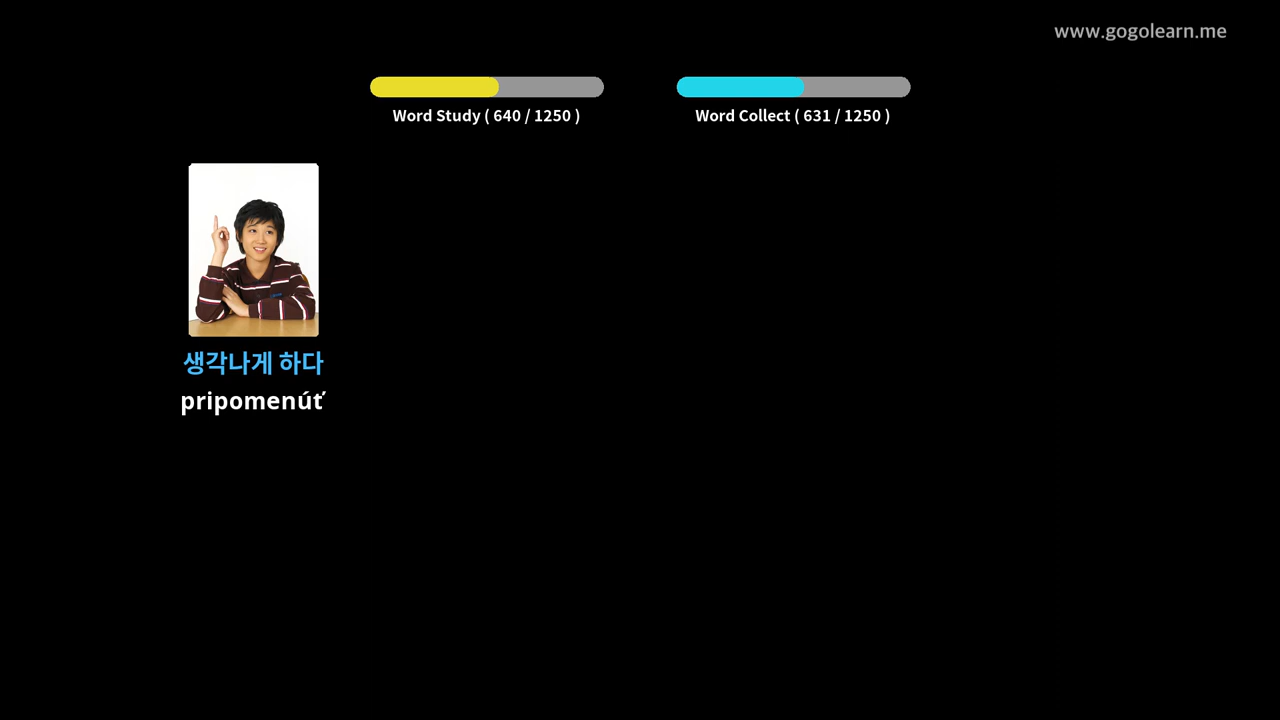 www.gogolearn.me
Word Study ( 640 / 1250 )
Word Collect ( 631 / 1250 )
생각나게 하다
pripomenúť